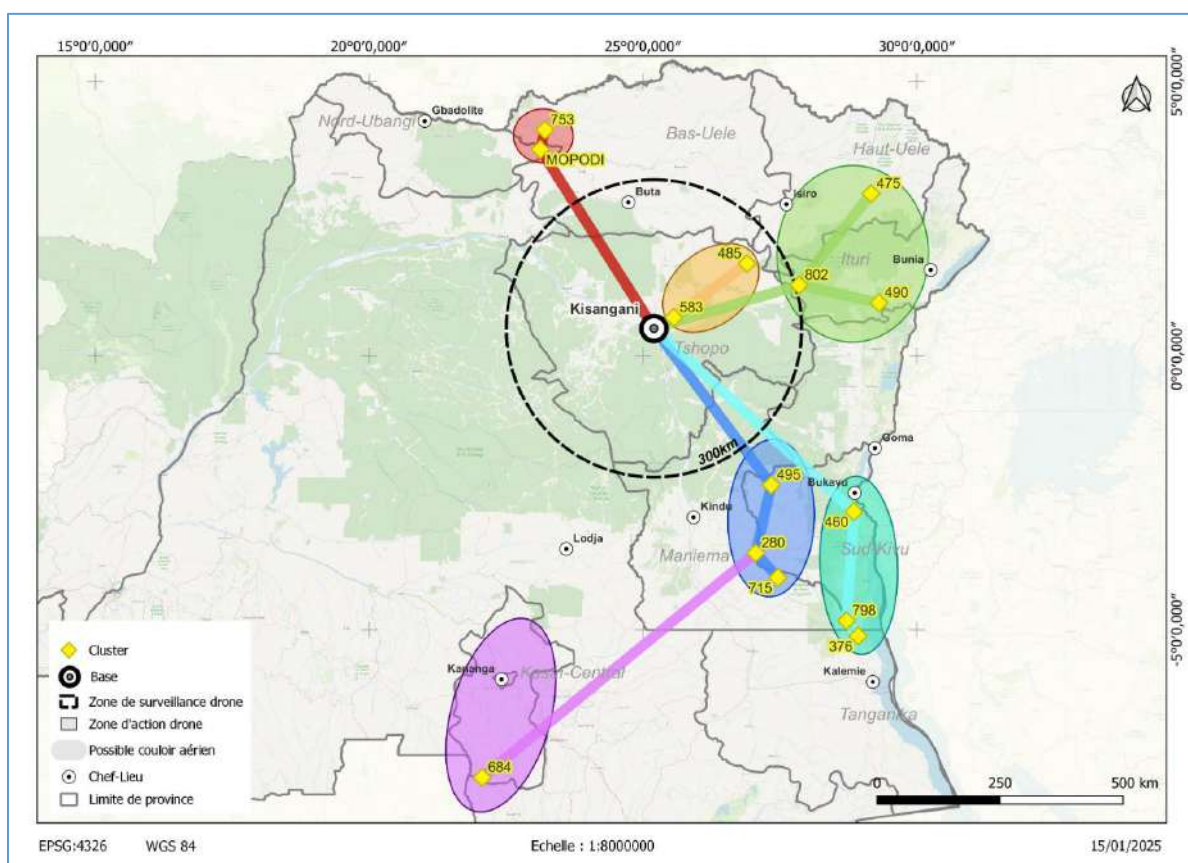 15°0′0,000″ 20°0′0,000″ 25°0′0,000″ 30°0′0,000″
5°0′0,000″
0°0′0,000″
-5°0′0,000″
Gbadolite
Nord-Ubangi
753
MOPODI
Bas-Uele
Haut-Uele
Buta
Isiro
475
485
802
Ituri
Bunia
490
583
Kisangani
Tshopo
300km
Goma
495
Bukavu
460
Kindu
Lodja
280
Maniema
Sud-Kivu
715
798
376
Kananga
Kasaï-Central
Kalemie
Tanganika
684
Cluster
Base
Zone de surveillance drone
Zone d'action drone
Possible couloir aérien
Chef-Lieu
Limite de province
0 250 500 km
EPSG:4326 WGS 84 Echelle : 1:8000000 15/01/2025